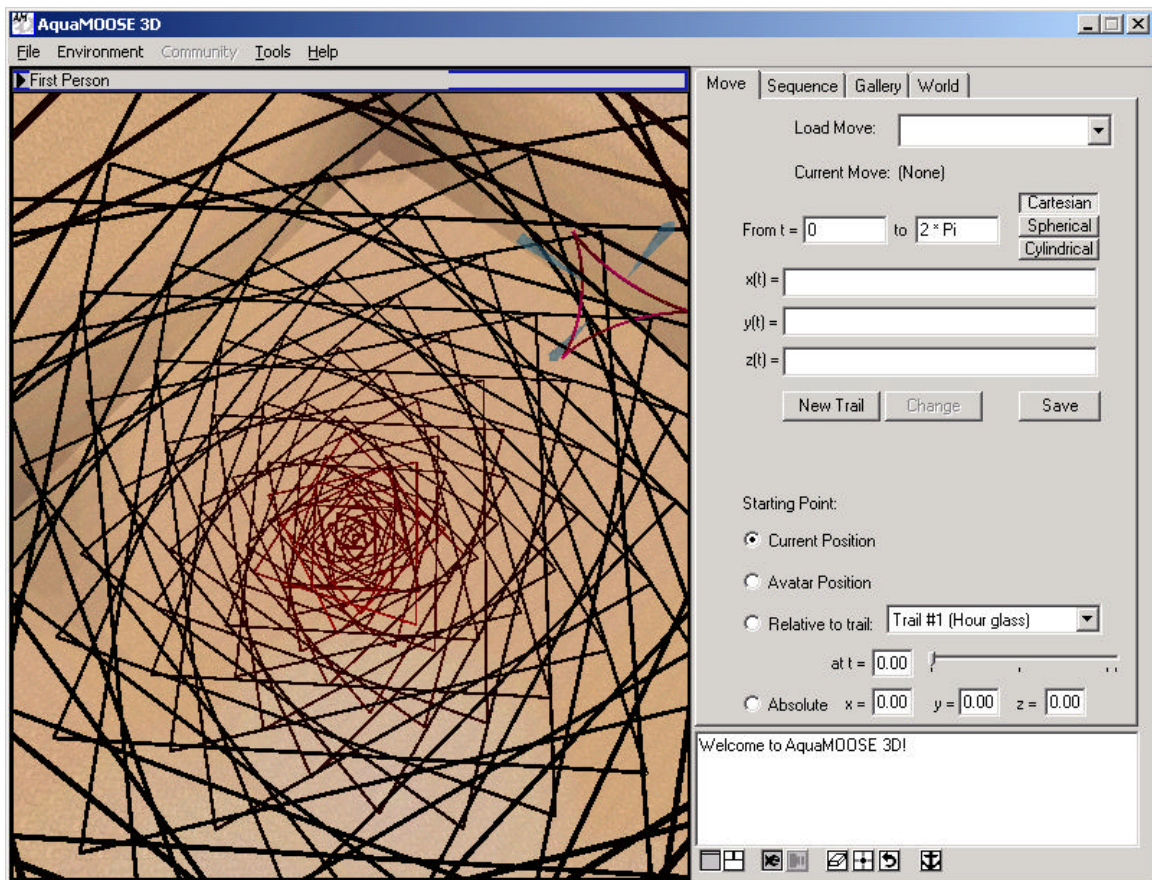 AquaMOOSE 3D
File Environment Community Tools Help
First Person
Move Sequence Gallery World
Load Move:
Current Move: (None)
Cartesian
From t = 0 to 2 * Pi Spherical
Cylindrical
x(t) =
y(t) =
z(t) =
New Trail Change Save
Starting Point:
Current Position
Avatar Position
Relative to trail: Trail #1 (Hour glass)
at t = 0.00
Absolute x = 0.00 y = 0.00 z = 0.00
Welcome to AquaMOOSE 3D!